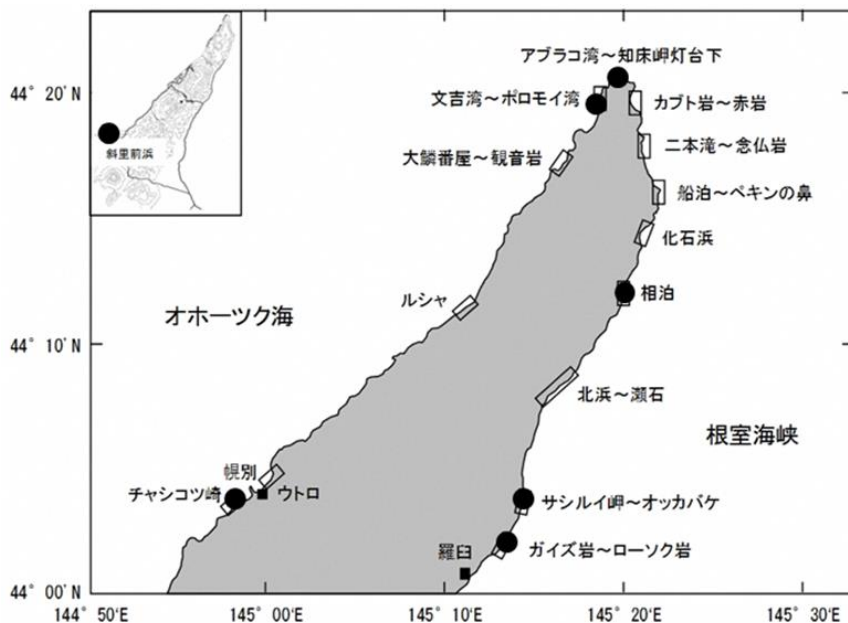 斜里前浜
アブラコ湾～知床岬灯台下
文吉湾～ポロモイ湾
カブト岩～赤岩
二本滝～念仏岩
大鱗番屋～観音岩
船泊～ペキンの鼻
化石浜
相泊
ルシャ
オホーツク海
北浜～瀬石
根室海峡
幌別
チャシコツ崎
ウトロ
サシルイ岬～オッカバケ
羅臼
ガイズ岩～ローソク岩
44° 20' N
44° 10' N
44° 00' N
144° 50' E
145° 00' E
145° 10' E
145° 20' E
145° 30' E